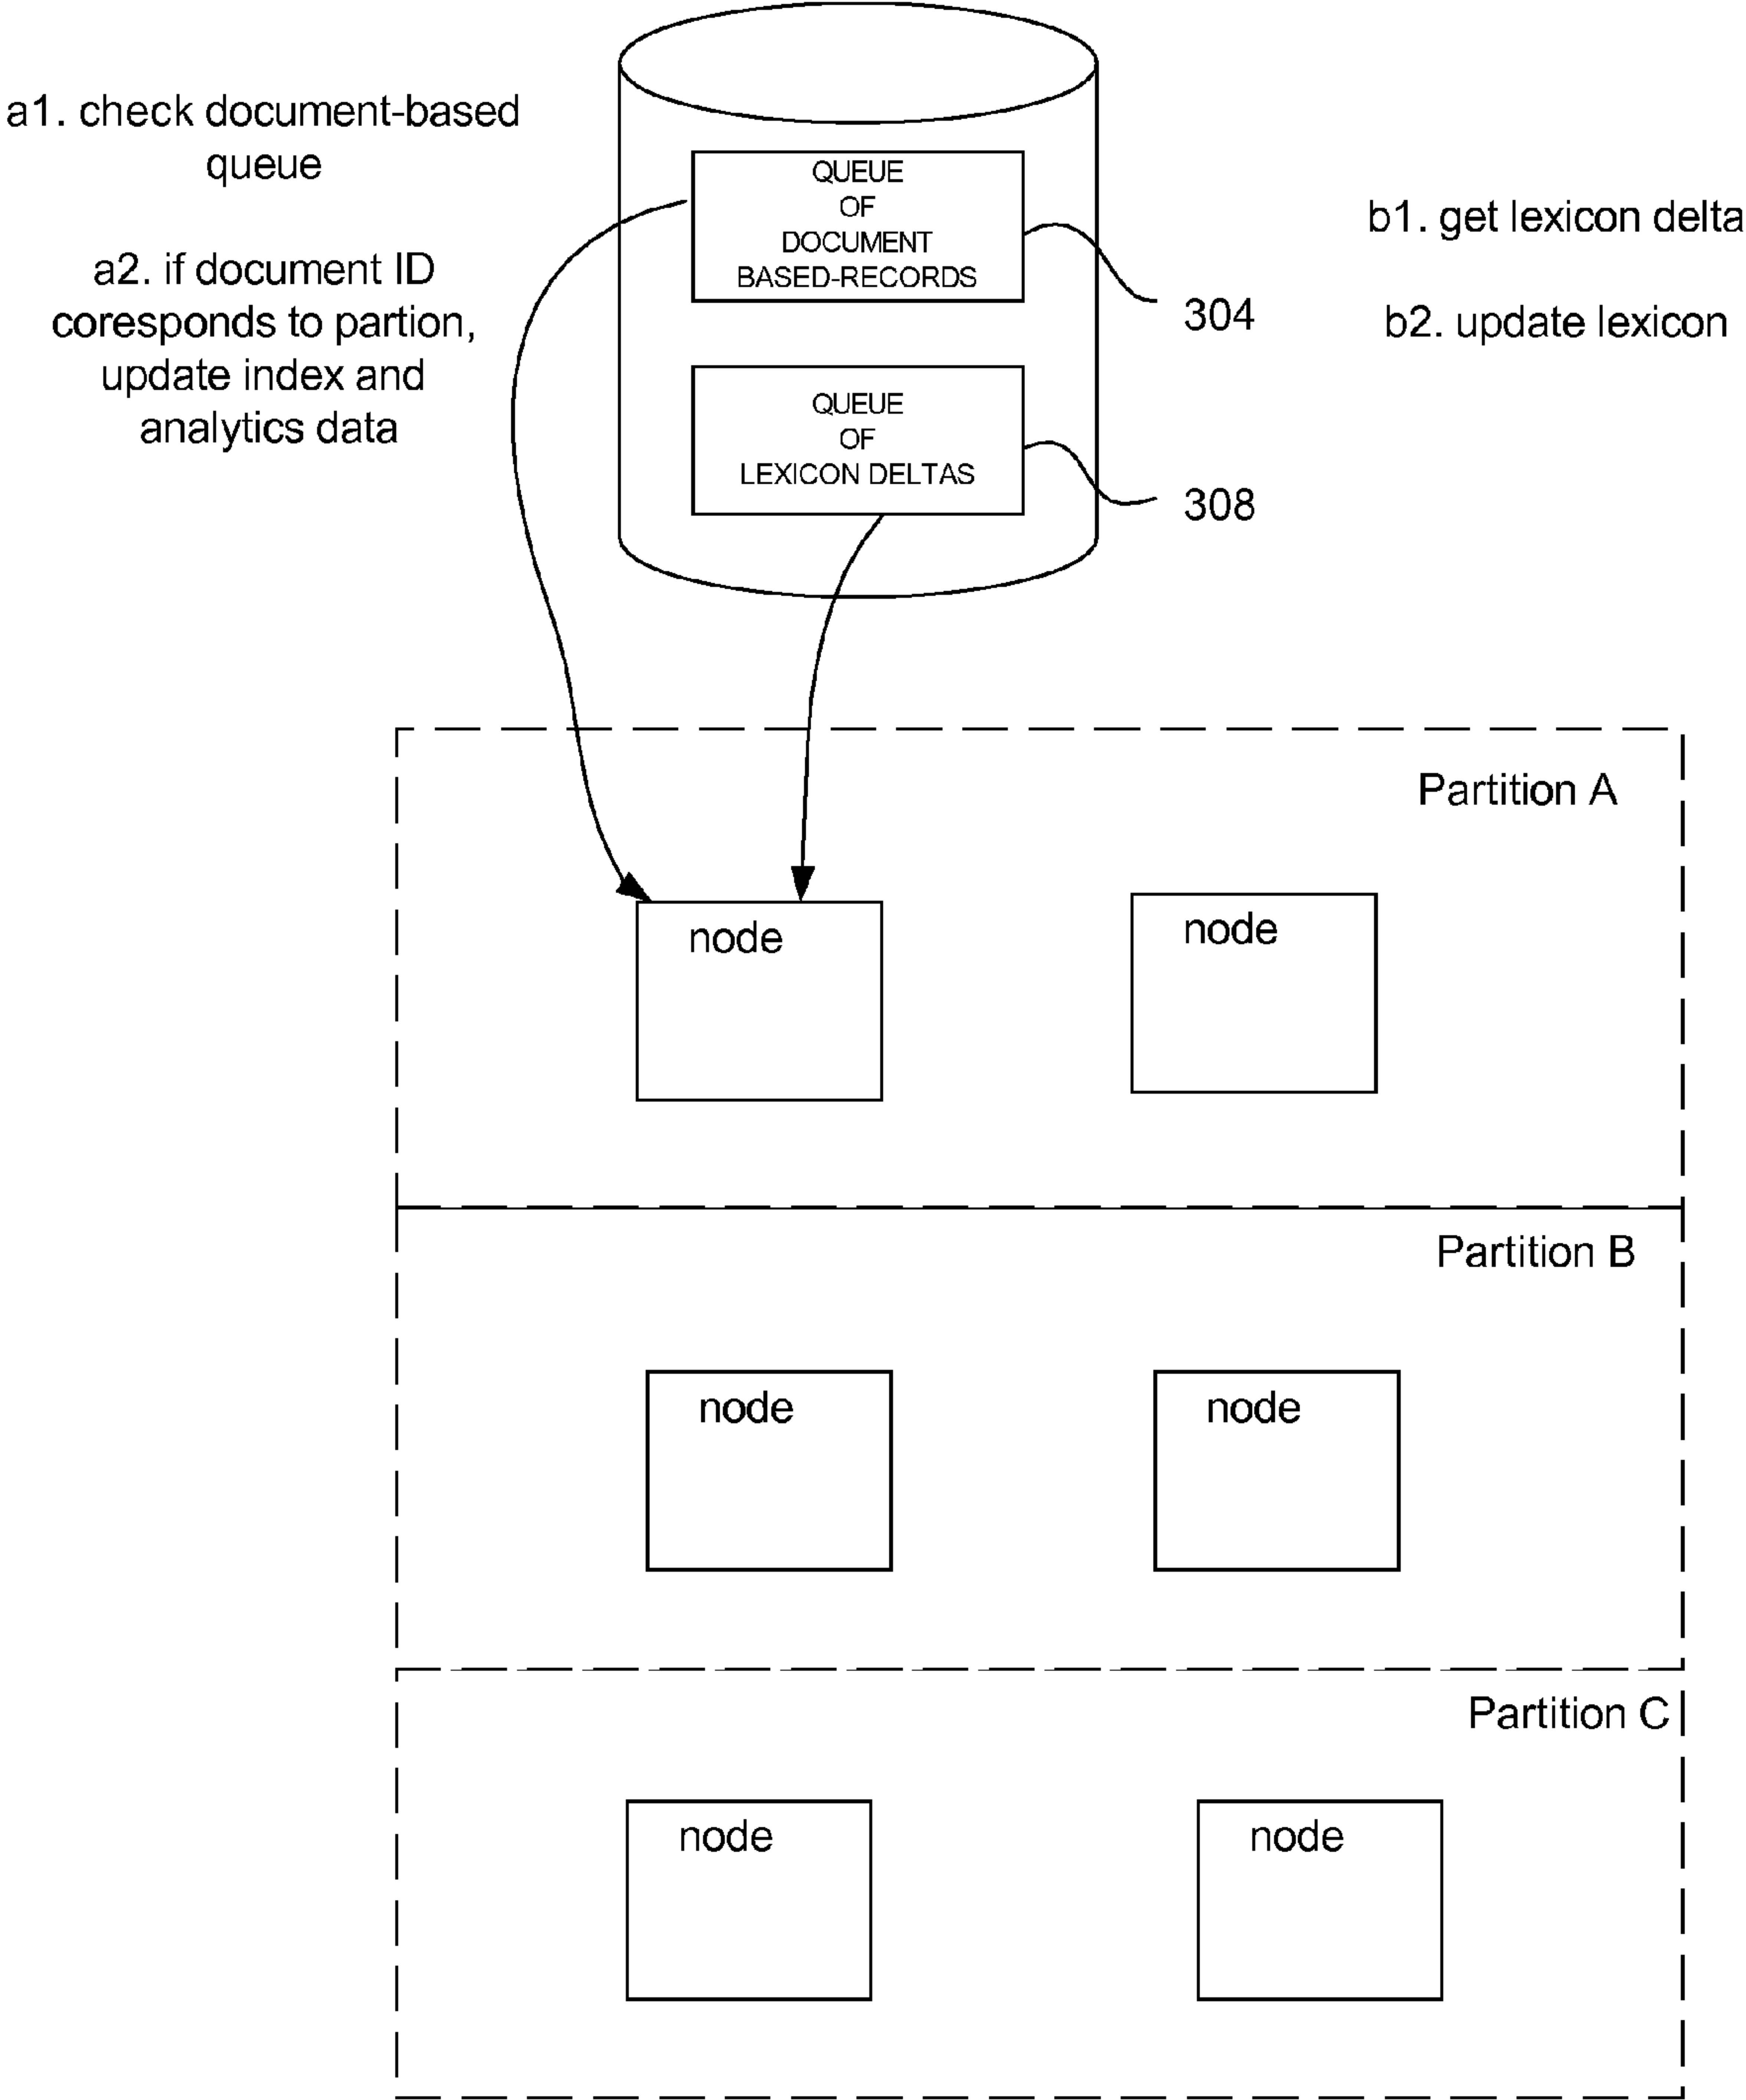 a1. check document-based
queue
a2. if document ID
coresponds to partion,
update index and
analytics data
QUEUE
OF
DOCUMENT
BASED-RECORDS
304
QUEUE
OF
LEXICON DELTAS
308
b1. get lexicon delta
b2. update lexicon
Partition A
node
node
Partition B
node
node
Partition C
node
node